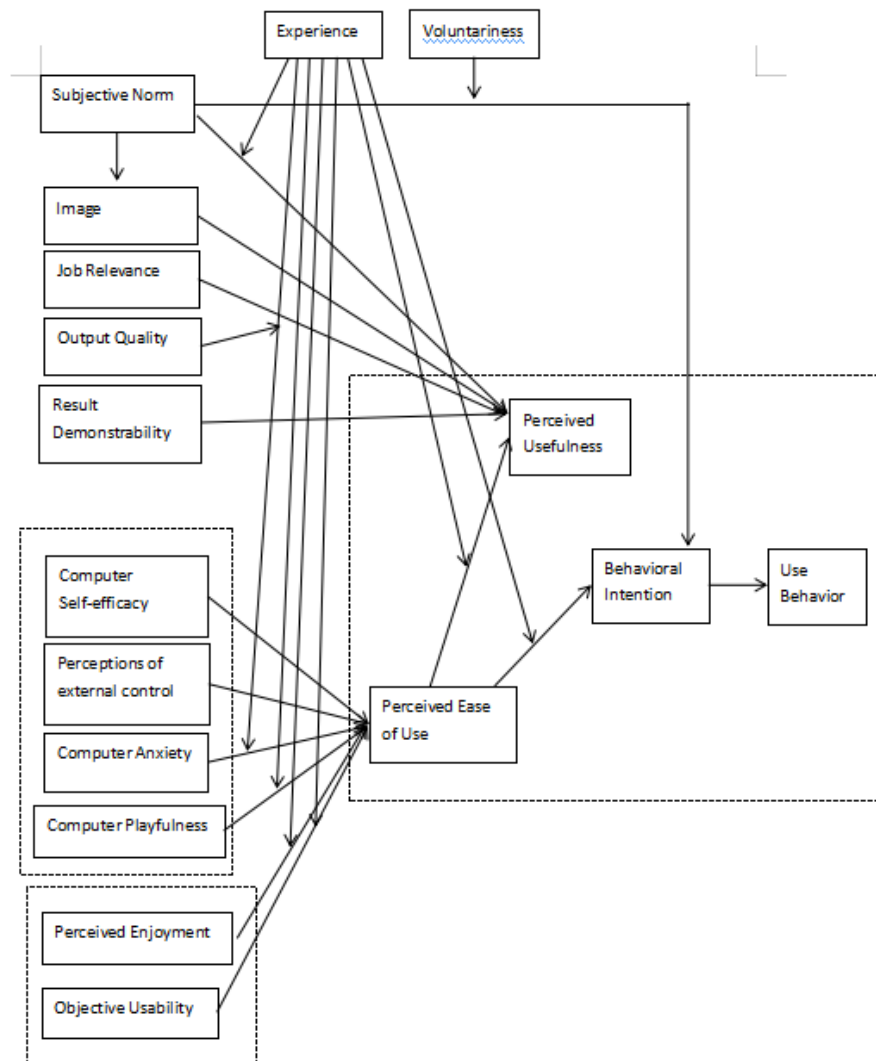 Experience
Voluntariness
Subjective Norm
Image
Job Relevance
Output Quality
Result
Demonstrability
Perceived
Usefulness
Computer
Self-efficacy
Behavioral
Intention
Use
Behavior
Perceptions of
external control
Perceived Ease
of Use
Computer Anxiety
Computer Playfulness
Perceived Enjoyment
Objective Usability